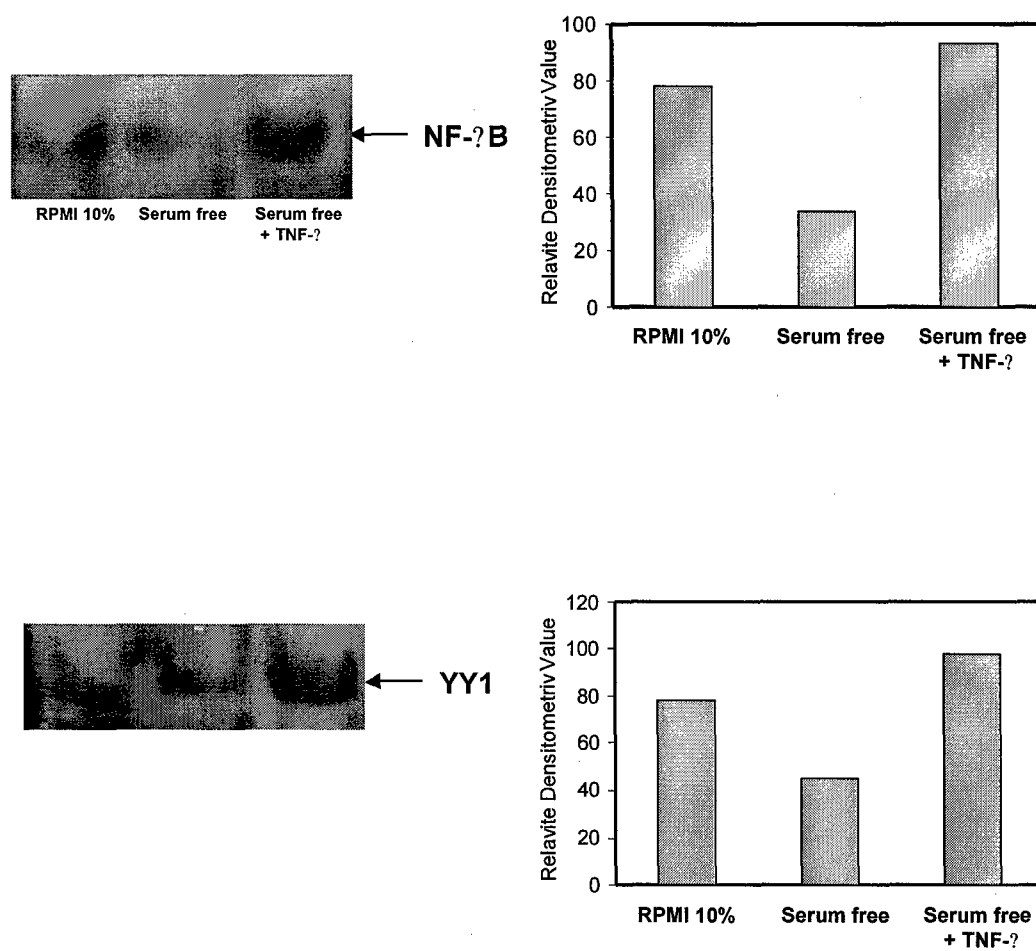 NF-?B
RPMI 10%
Serum free
Serum free
+ TNF-?
Relavite Densitometriv Value
100
80
60
40
20
0
RPMI 10%
Serum free
Serum free
+ TNF-?
YY1
Relavite Densitometriv Value
120
100
80
60
40
20
0
RPMI 10%
Serum free
Serum free
+ TNF-?